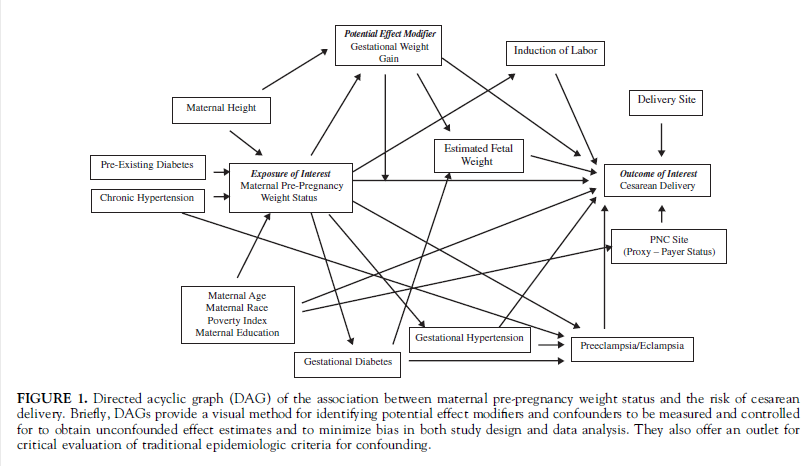 Potential Effect Modifier
Gestational Weight
Gain
Induction of Labor
Maternal Height
Delivery Site
Estimated Fetal
Weight
Pre-Existing Diabetes
Chronic Hypertension
Exposure of Interest
Maternal Pre-Pregnancy
Weight Status
Outcome of Interest
Cesarean Delivery
PNC Site
(Proxy – Payer Status)
Maternal Age
Maternal Race
Poverty Index
Maternal Education
Gestational Hypertension
Preeclampsia/Eclampsia
Gestational Diabetes
FIGURE 1. Directed acyclic graph (DAG) of the association between maternal pre-pregnancy weight status and the risk of cesarean
delivery. Briefly, DAGs provide a visual method for identifying potential effect modifiers and confounders to be measured and controlled
for to obtain unconfounded effect estimates and to minimize bias in both study design and data analysis. They also offer an outlet for
critical evaluation of traditional epidemiologic criteria for confounding.